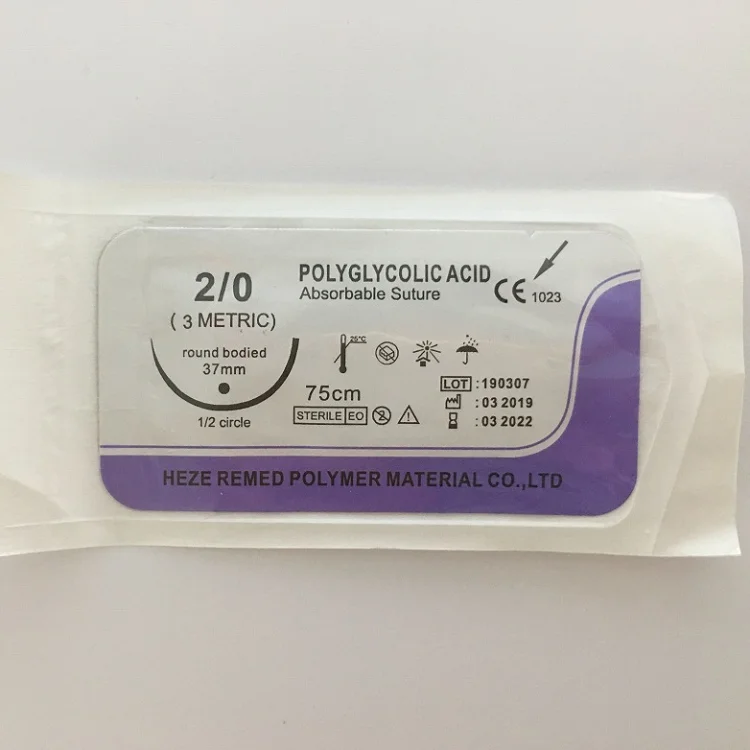 2/0
( 3 METRIC)
round bodied
37mm
1/2 circle
POLYGLYCOLIC ACID
Absorbable Suture
CE 1023
25°C
75cm
STERILE EO
2
LOT :190307
: 03 2019
: 03 2022
HEZE REMED POLYMER MATERIAL CO.,LTD